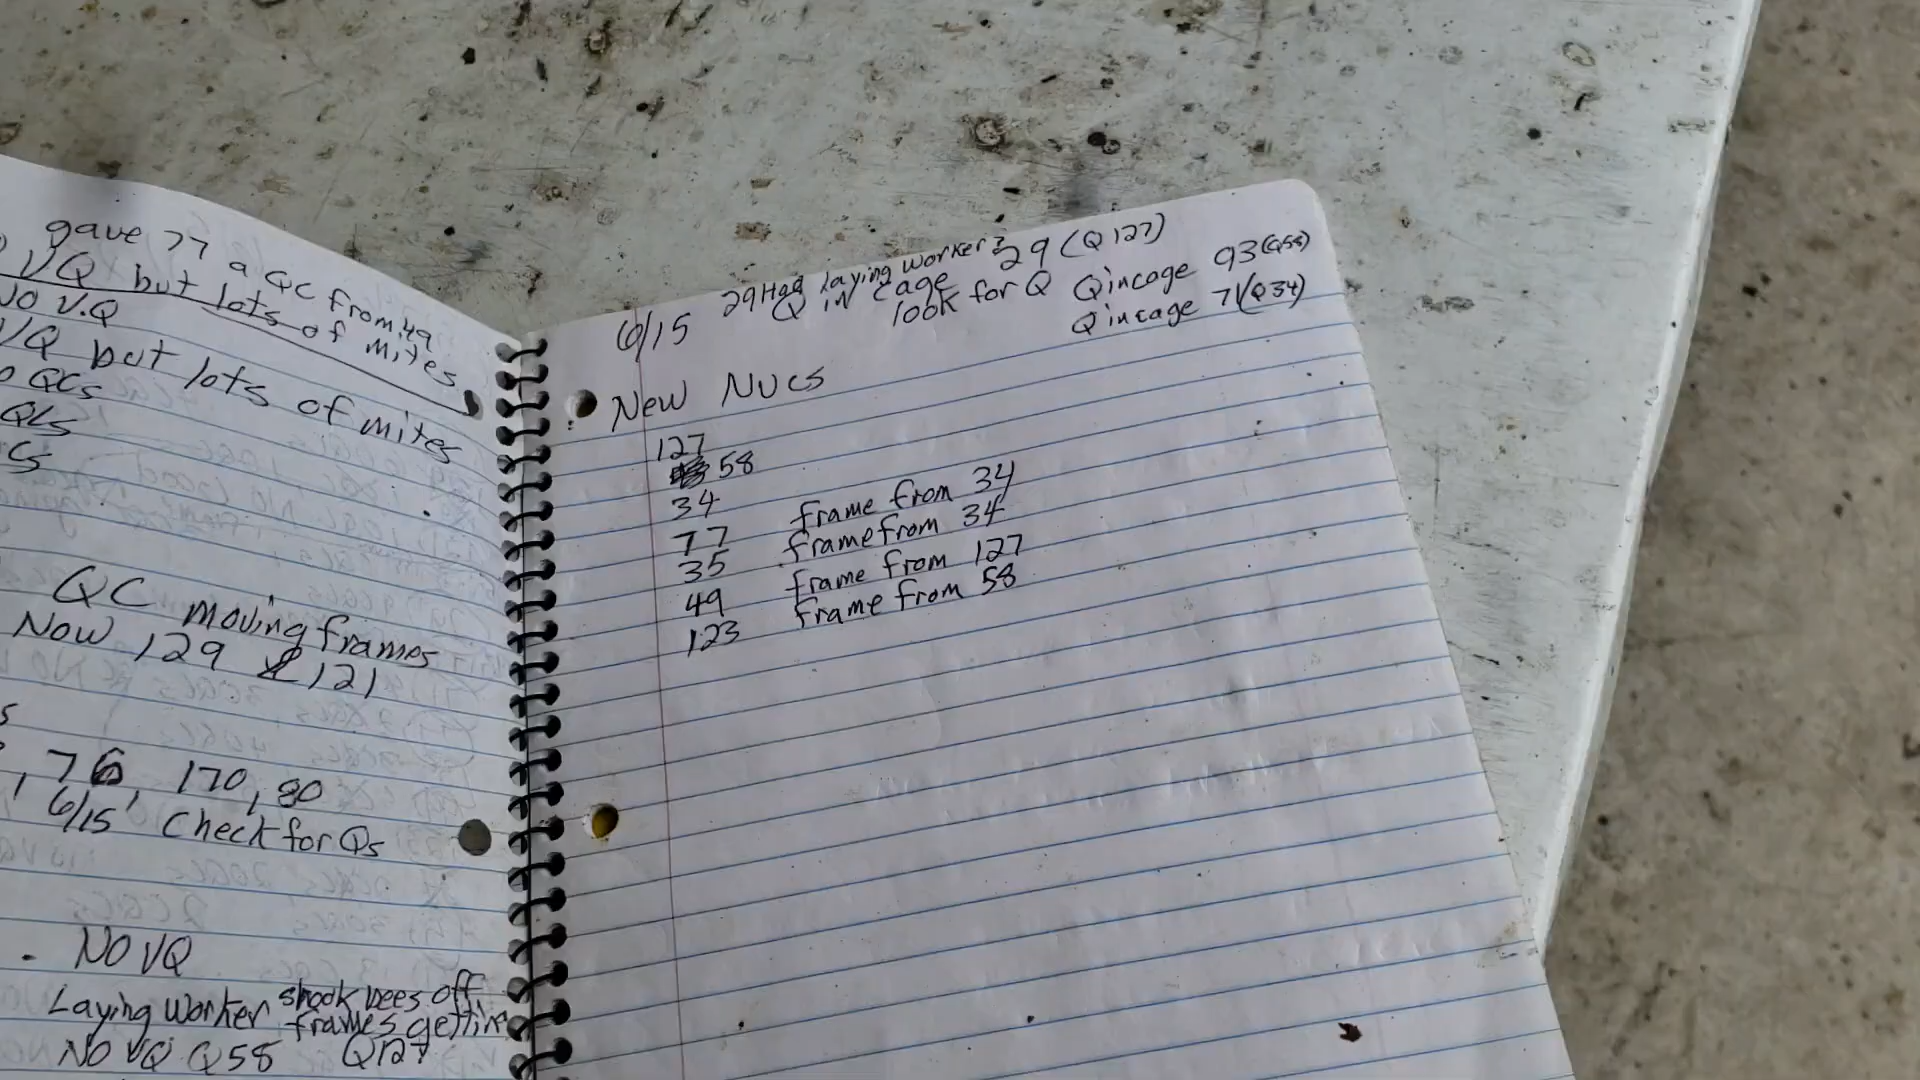 gave 77 a QC from 49
VQ but lots of mites
NO V.Q
VQ but lots of mites
QCs
QCs
Cs
QC moving frames
Now 129 & 121
, 76, 170, 80
6/15 Check for Qs
NO VQ
Laying Worker shook bees off
frames getting
NO VQ Q58 Q127
29 Had laying worker? 29 (Q127)
Q in cage
look for Q Q in cage 93 (Q58)
Q in cage 71 (Q34)
6/15
New Nucs
127
58
34
77 frame from 34
35 frame from 34
49 frame from 127
123 frame from 58